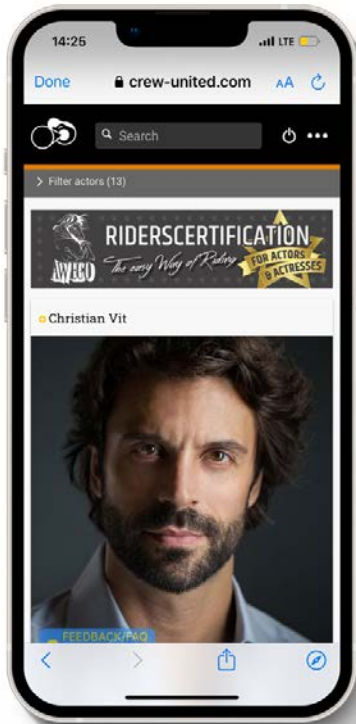 14:25
LTE
Done
crew-united.com
AA
Search
Filter actors (13)
RIDERSCERTIFICATION
AWECO
The easy Way of Riding
FOR ACTORS
& ACTRESSES
Christian Vit
FEEDBACK/FAQ